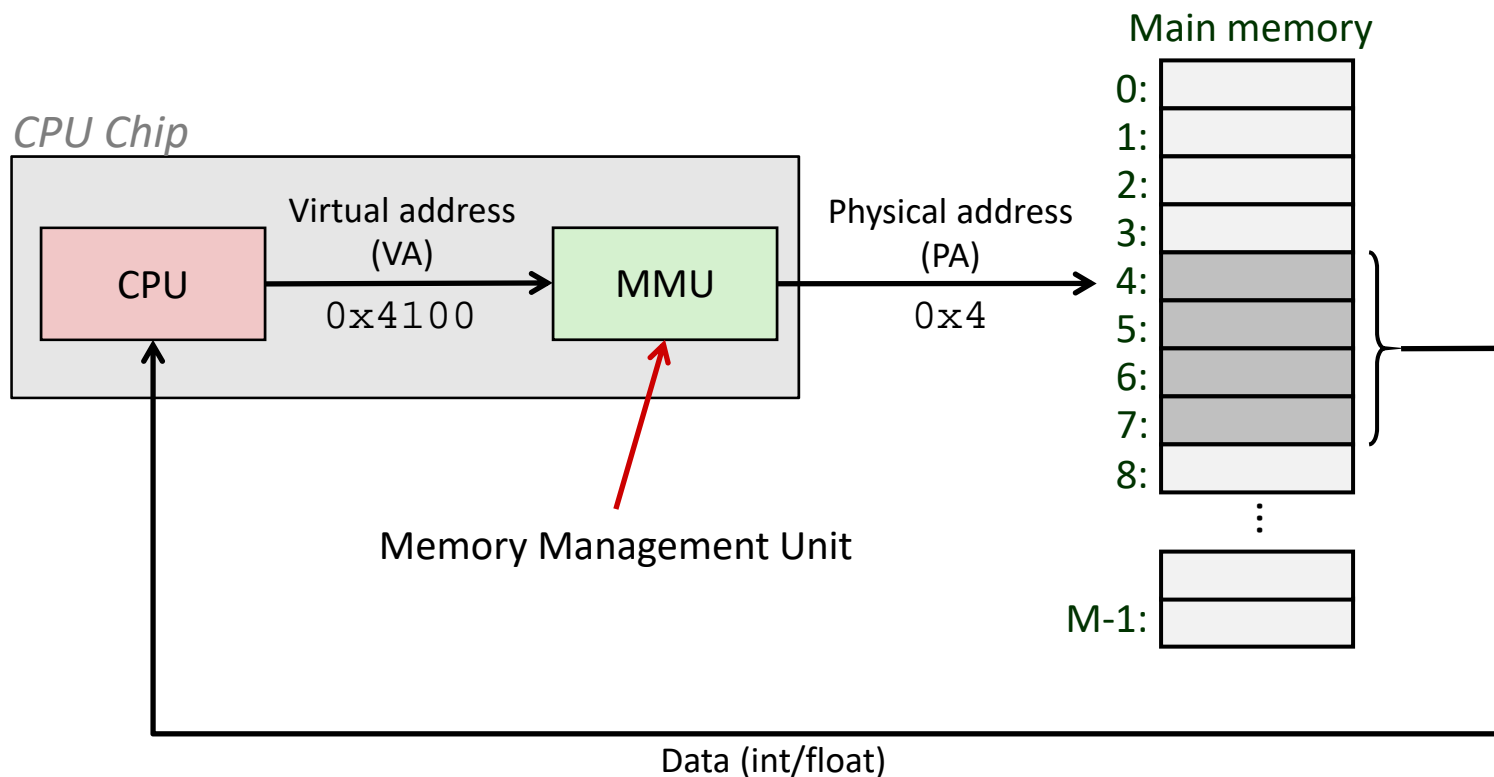 Main memory
CPU Chip
0:
1:
2:
3:
4:
5:
6:
7:
8:
M-1:
Virtual address
(VA)
CPU
0x4100
MMU
Physical address
(PA)
0x4
Memory Management Unit
Data (int/float)